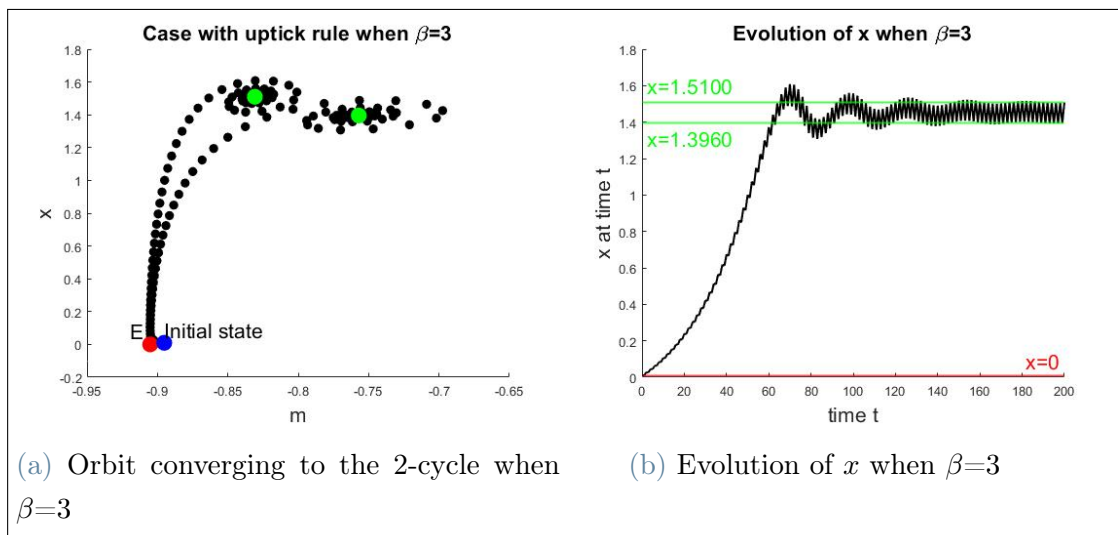 Case with uptick rule when β=3
1.8
1.6
1.4
1.2
1
0.8
0.6
0.4
0.2
0
-0.2
x
E
Initial state
-0.95 -0.9 -0.85 -0.8 -0.75 -0.7 -0.65
m
(a) Orbit converging to the 2-cycle when
β=3
Evolution of x when β=3
1.8
1.6
1.4
1.2
1
0.8
0.6
0.4
0.2
0
x at time t
x=1.5100
x=1.3960
x=0
0 20 40 60 80 100 120 140 160 180 200
time t
(b) Evolution of x when β=3